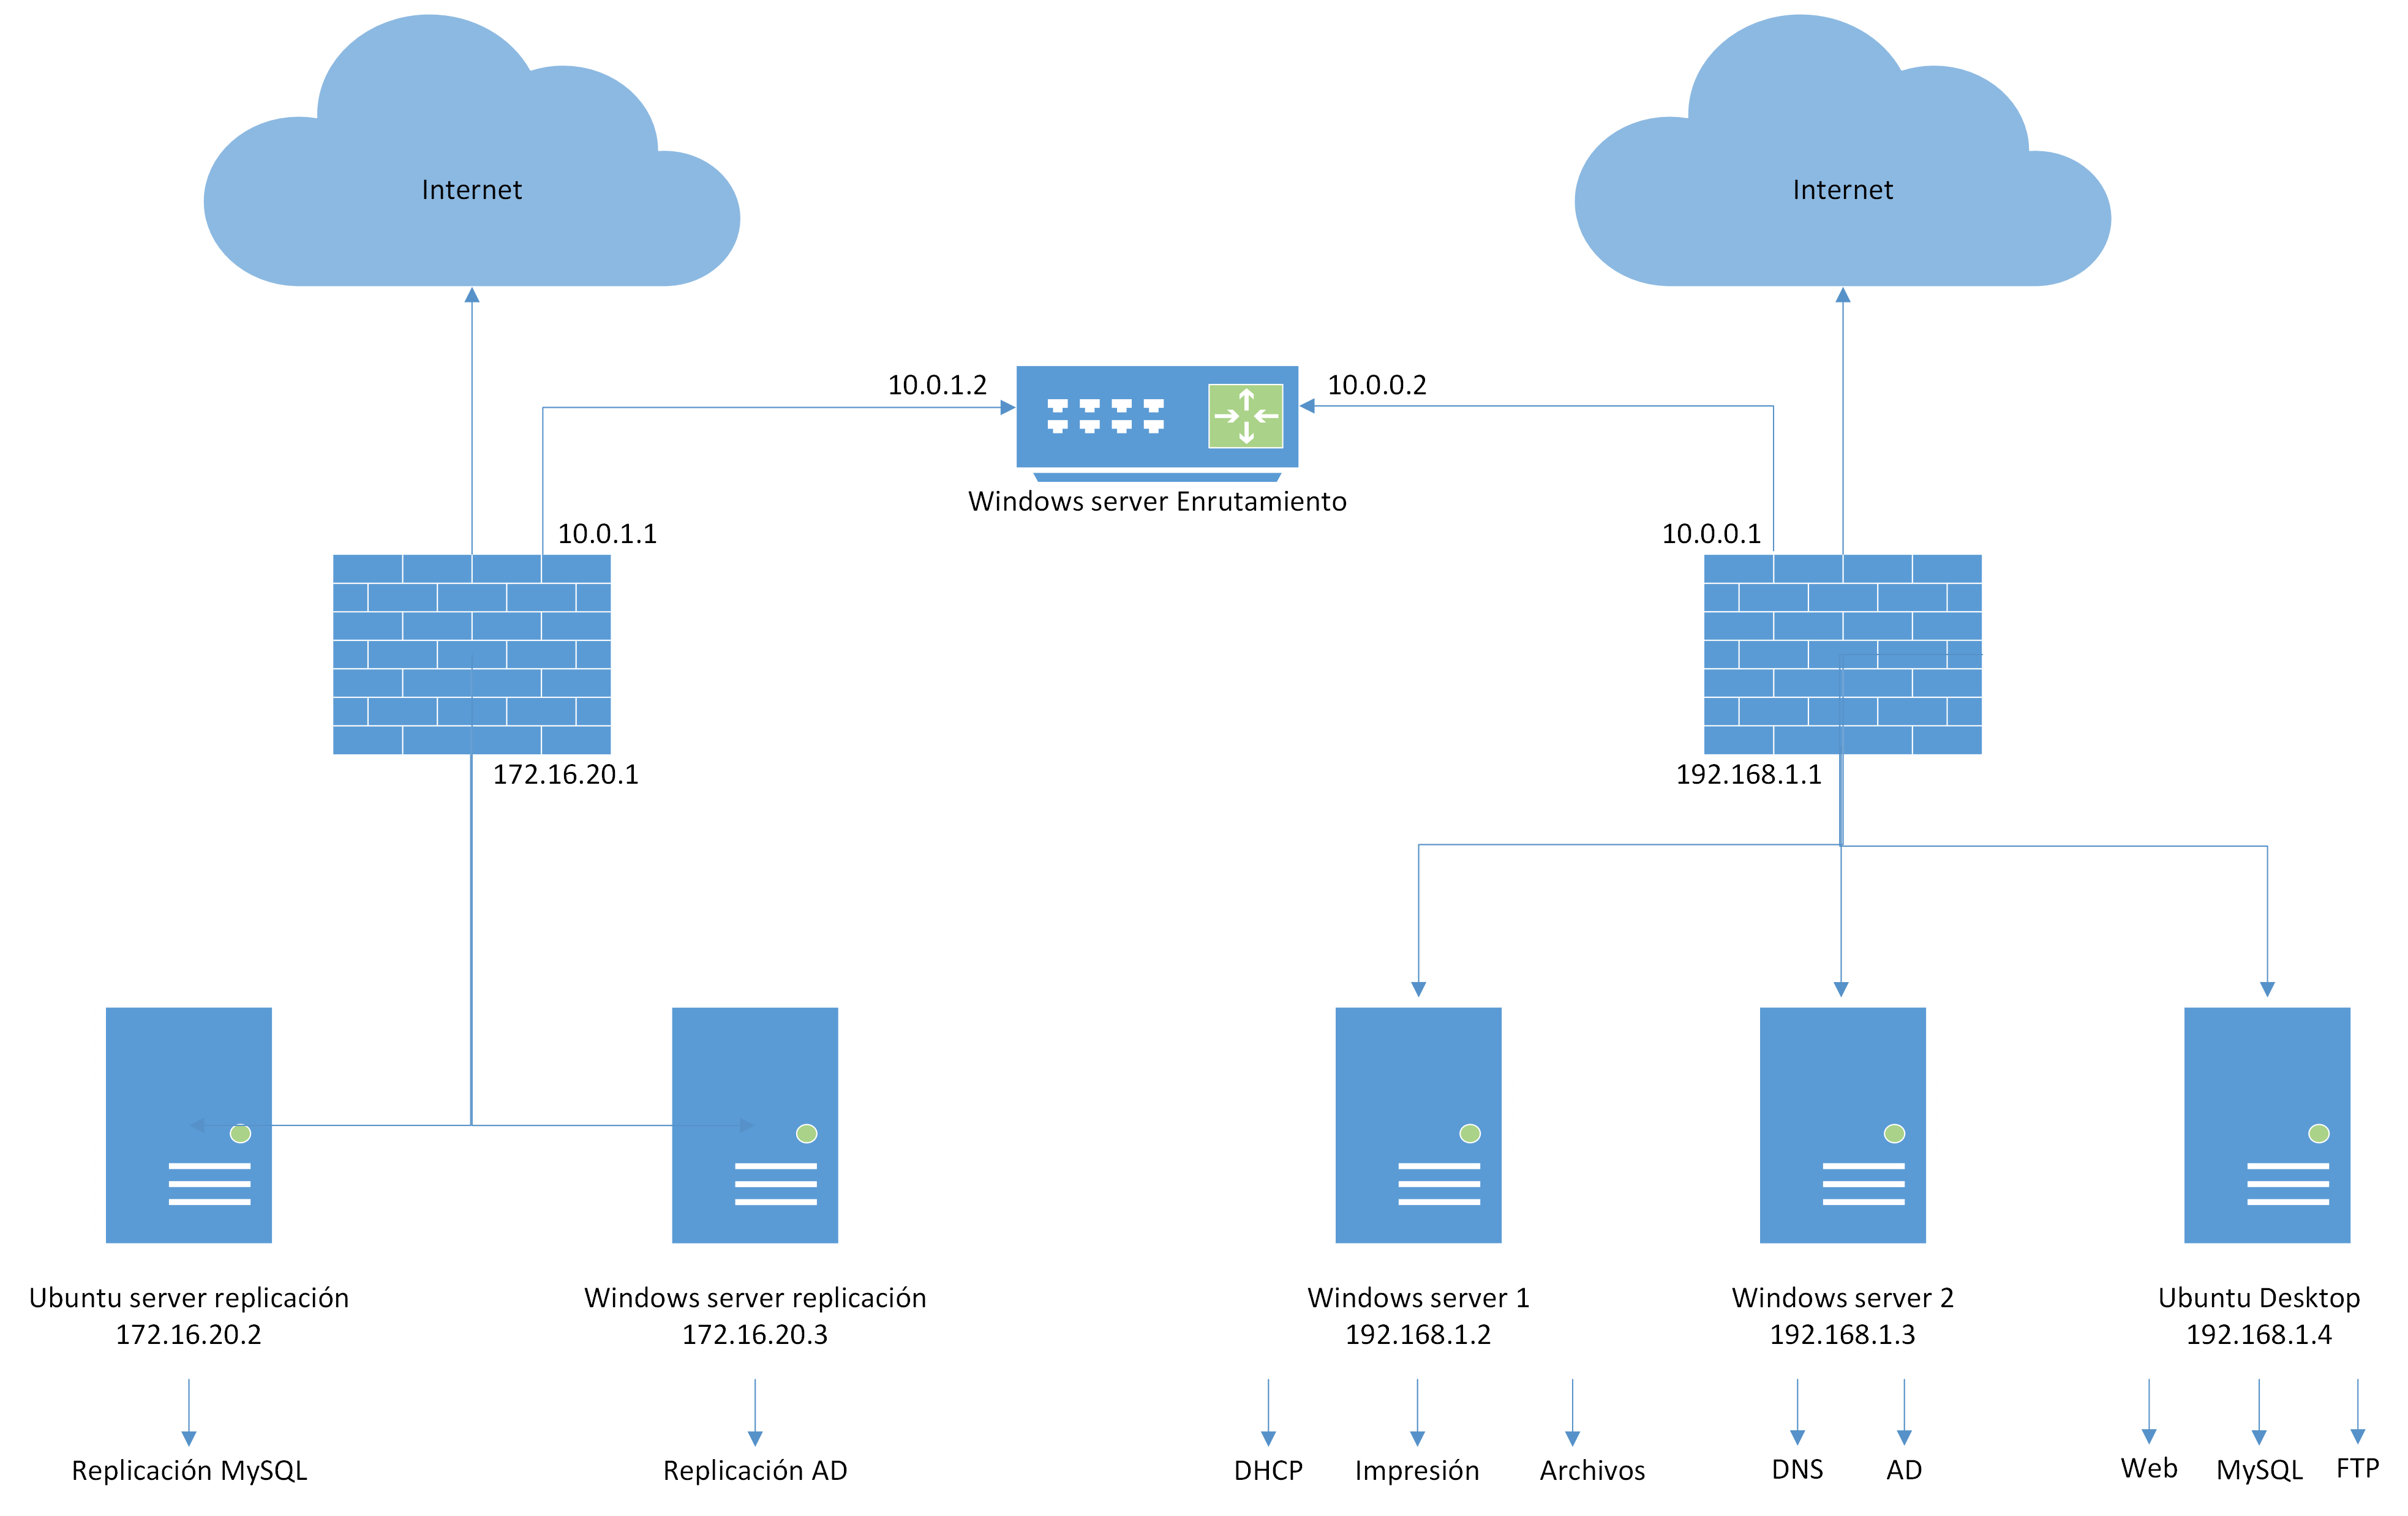 Internet
Internet
10.0.1.2
10.0.0.2
Windows server Enrutamiento
10.0.1.1
10.0.0.1
172.16.20.1
192.168.1.1
Ubuntu server replicación
172.16.20.2
Windows server replicación
172.16.20.3
Windows server 1
192.168.1.2
Windows server 2
192.168.1.3
Ubuntu Desktop
192.168.1.4
Replicación MySQL
Replicación AD
DHCP
Impresión
Archivos
DNS
AD
Web
MySQL
FTP